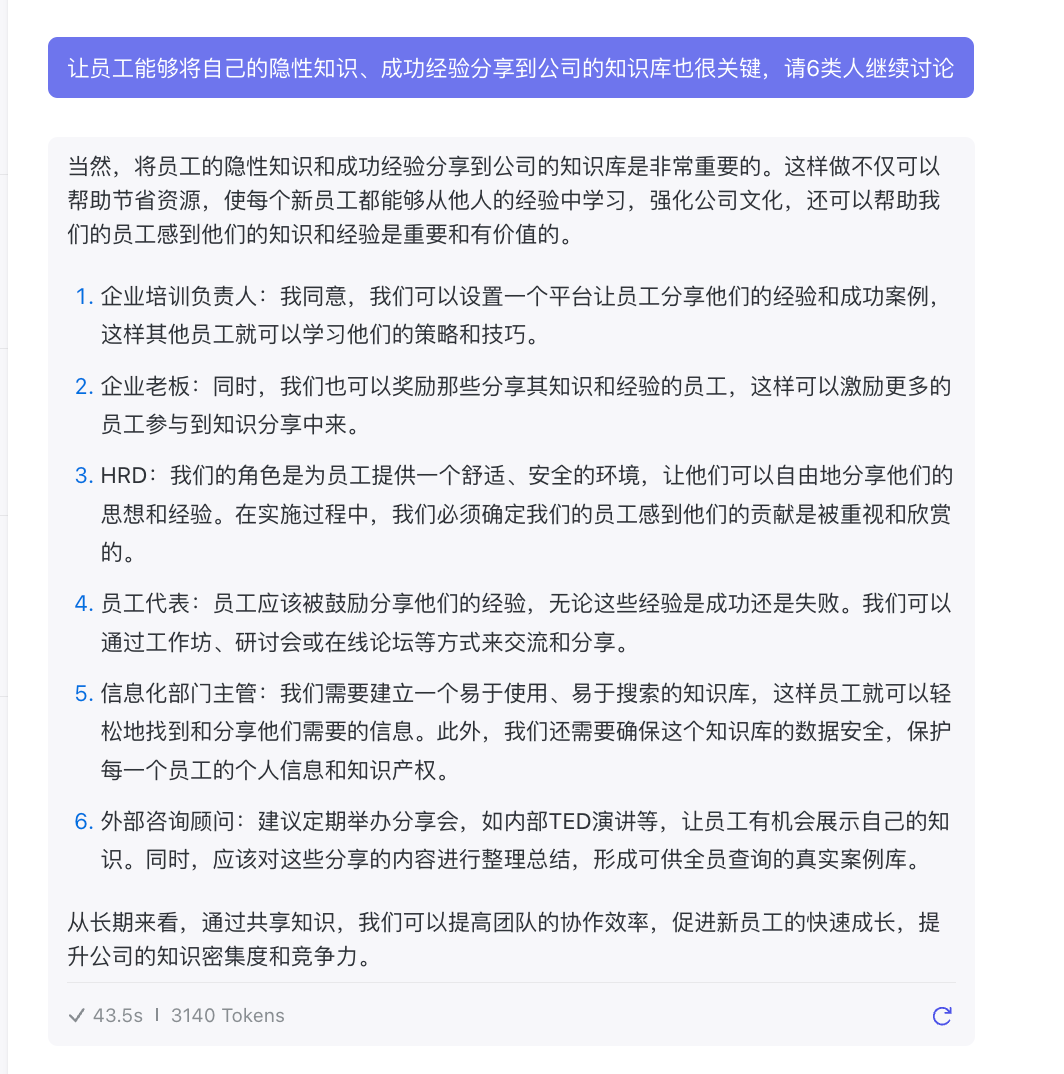 让员工能够将自己的隐性知识、成功经验分享到公司的知识库也很关键，请6类人继续讨论
当然，将员工的隐性知识和成功经验分享到公司的知识库是非常重要的。这样做不仅可以
帮助节省资源，使每个新员工都能够从他人的经验中学习，强化公司文化，还可以帮助我
们的员工感到他们的知识和经验是重要和有价值的。
1. 企业培训负责人：我同意，我们可以设置一个平台让员工分享他们的经验和成功案例，
这样其他员工就可以学习他们的策略和技巧。
2. 企业老板：同时，我们也可以奖励那些分享其知识和经验的员工，这样可以激励更多的
员工参与到知识分享中来。
3. HRD：我们的角色是为员工提供一个舒适、安全的环境，让他们可以自由地分享他们的
思想和经验。在实施过程中，我们必须确定我们的员工感到他们的贡献是被重视和欣赏
的。
4. 员工代表：员工应该被鼓励分享他们的经验，无论这些经验是成功还是失败。我们可以
通过工作坊、研讨会或在线论坛等方式来交流和分享。
5. 信息化部门主管：我们需要建立一个易于使用、易于搜索的知识库，这样员工就可以轻
松地找到和分享他们需要的信息。此外，我们还需要确保这个知识库的数据安全，保护
每一个员工的个人信息和知识产权。
6. 外部咨询顾问：建议定期举办分享会，如内部TED演讲等，让员工有机会展示自己的知
识。同时，应该对这些分享的内容进行整理总结，形成可供全员查询的真实案例库。
从长期来看，通过共享知识，我们可以提高团队的协作效率，促进新员工的快速成长，提
升公司的知识密集度和竞争力。
43.5s | 3140 Tokens